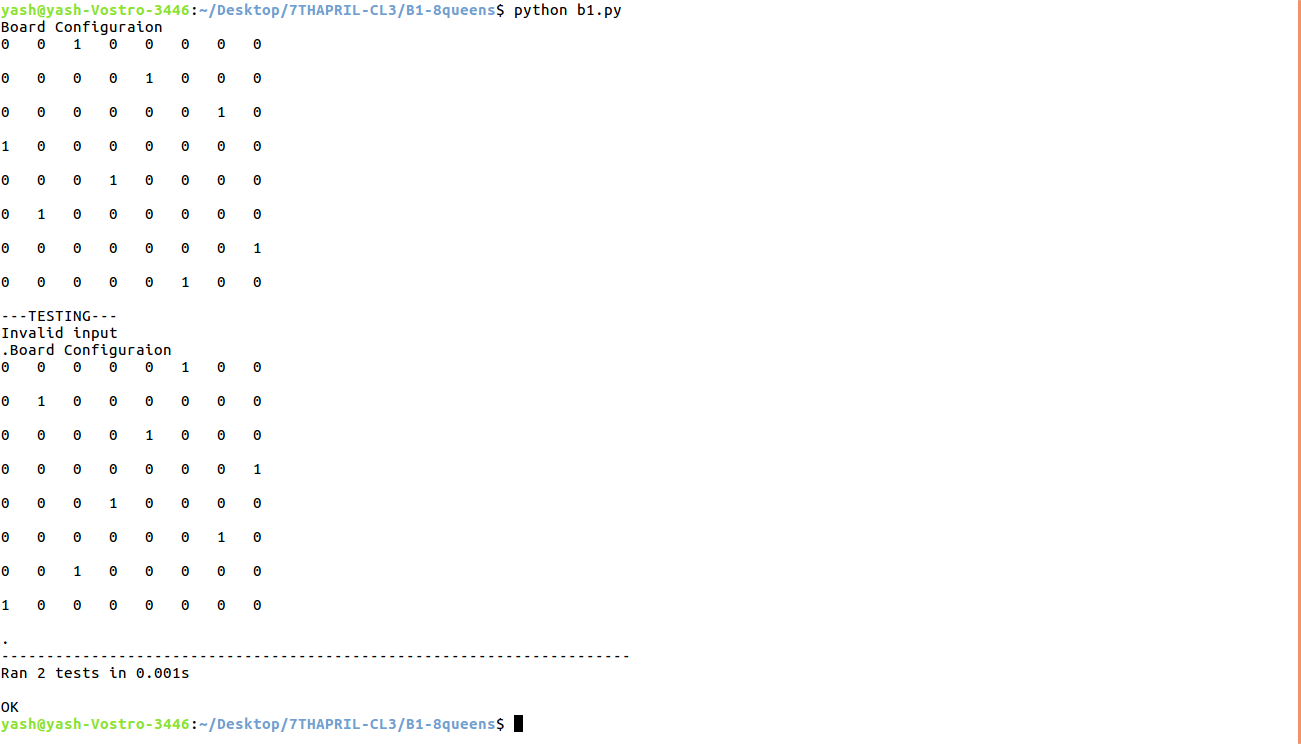 yash@yash-Vostro-3446:~/Desktop/7THAPRIL-CL3/B1-8queens$ python b1.py
Board Configuraion
0 0 1 0 0 0 0 0
0 0 0 0 1 0 0 0
0 0 0 0 0 0 1 0
1 0 0 0 0 0 0 0
0 0 0 1 0 0 0 0
0 1 0 0 0 0 0 0
0 0 0 0 0 0 0 1
0 0 0 0 0 1 0 0
---TESTING---
Invalid input
.Board Configuraion
0 0 0 0 0 1 0 0
0 1 0 0 0 0 0 0
0 0 0 0 1 0 0 0
0 0 0 0 0 0 0 1
0 0 0 1 0 0 0 0
0 0 0 0 0 0 1 0
0 0 1 0 0 0 0 0
1 0 0 0 0 0 0 0
.
----------------------------------------------------------------------
Ran 2 tests in 0.001s
OK
yash@yash-Vostro-3446:~/Desktop/7THAPRIL-CL3/B1-8queens$